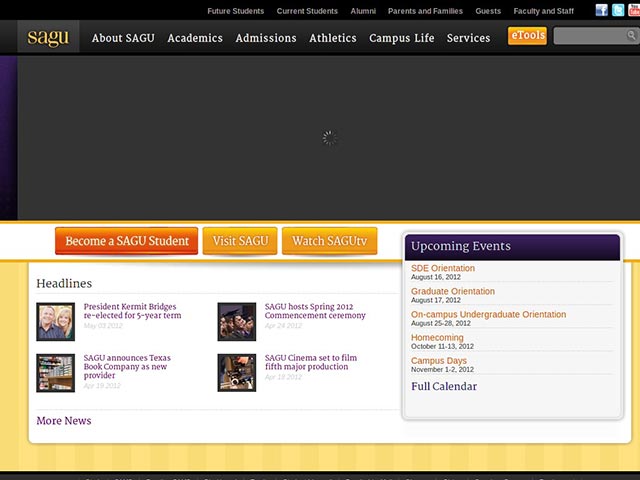 Future Students Current Students Alumni Parents and Families Guests Faculty and Staff
sagu About SAGU Academics Admissions Athletics Campus Life Services eTools
Become a SAGU Student Visit SAGU Watch SAGUtv
Headlines
President Kermit Bridges
re-elected for 5-year term
May 03 2012
SAGU hosts Spring 2012
Commencement ceremony
Apr 24 2012
SAGU announces Texas
Book Company as new
provider
Apr 19 2012
SAGU Cinema set to film
fifth major production
Apr 18 2012
More News
Upcoming Events
SDE Orientation
August 16, 2012
Graduate Orientation
August 17, 2012
On-campus Undergraduate Orientation
August 25-28, 2012
Homecoming
October 11-13, 2012
Campus Days
November 1-2, 2012
Full Calendar